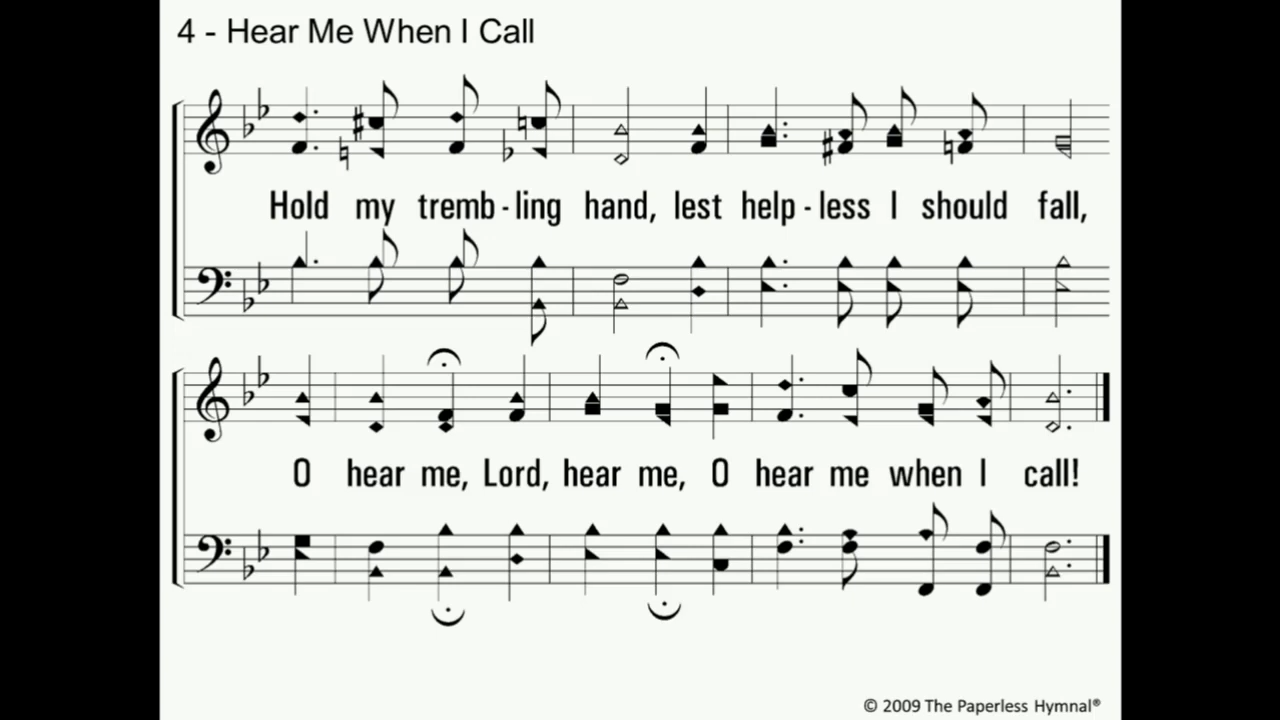 4 - Hear Me When I Call
Hold my tremb - ling hand, lest help - less I should fall,
O hear me, Lord, hear me, O hear me when I call!
© 2009 The Paperless Hymnal®